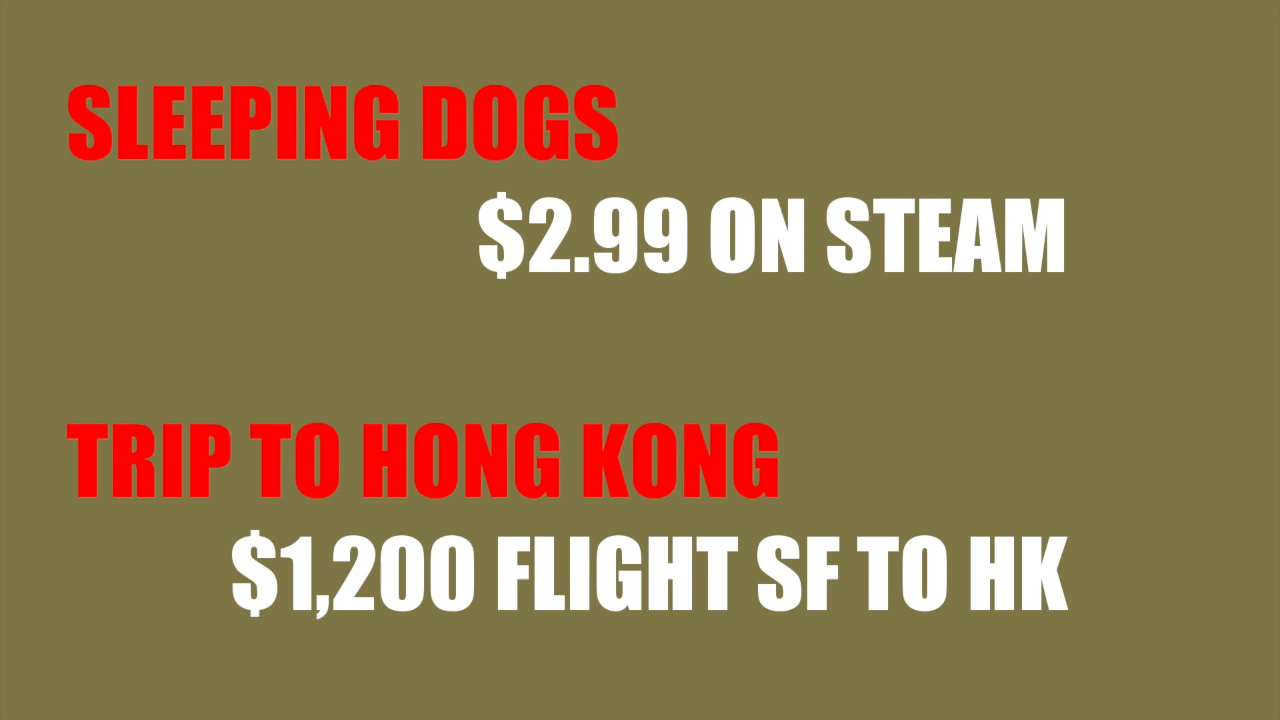 SLEEPING DOGS
$2.99 ON STEAM
TRIP TO HONG KONG
$1,200 FLIGHT SF TO HK